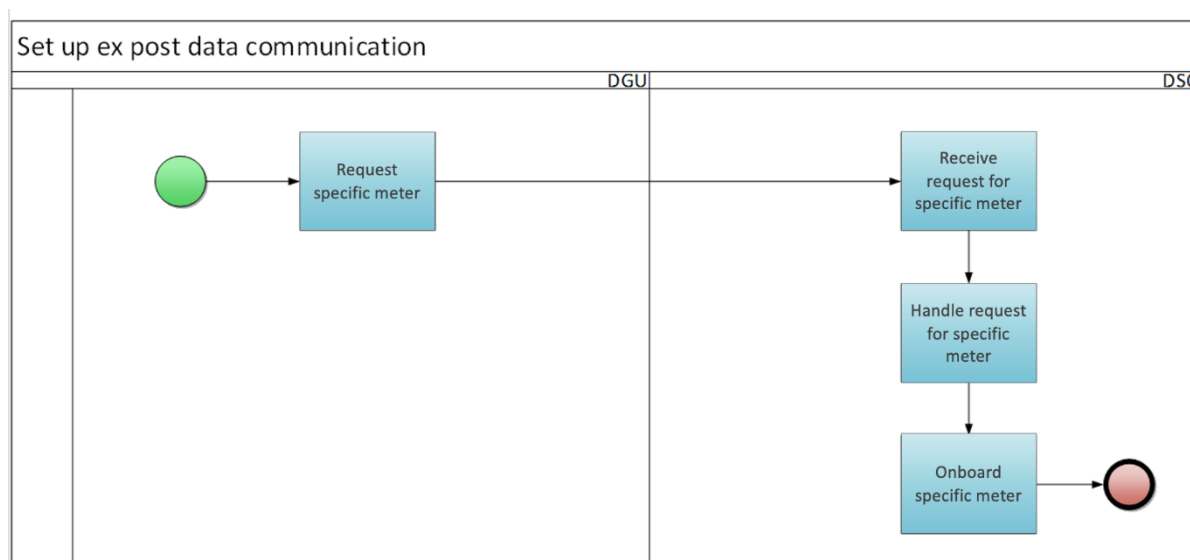 Set up ex post data communication
DGU
DSO
Request
specific meter
Receive
request for
specific meter
Handle request
for specific
meter
Onboard
specific meter